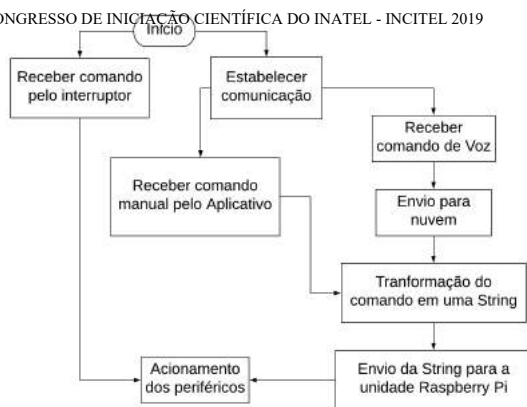 ONGRESSO DE INICIAÇÃO CIENTÍFICA DO INATEL - INCITEL 2019
Início
Receber comando
pelo interruptor
Estabelecer
comunicação
Receber
comando de Voz
Receber comando
manual pelo Aplicativo
Envio para
nuvem
Tranformação do
comando em uma String
Acionamento
dos periféricos
Envio da String para a
unidade Raspberry Pi